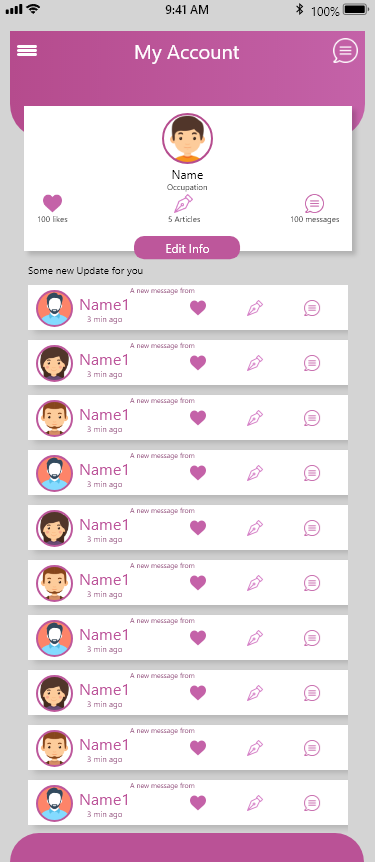 9:41 AM 100%
My Account
Name
Occupation
100 likes 5 Articles 100 messages
Edit Info
Some new Update for you
A new message from
Name1
3 min ago
A new message from
Name1
3 min ago
A new message from
Name1
3 min ago
A new message from
Name1
3 min ago
A new message from
Name1
3 min ago
A new message from
Name1
3 min ago
A new message from
Name1
3 min ago
A new message from
Name1
3 min ago
A new message from
Name1
3 min ago
A new message from
Name1
3 min ago